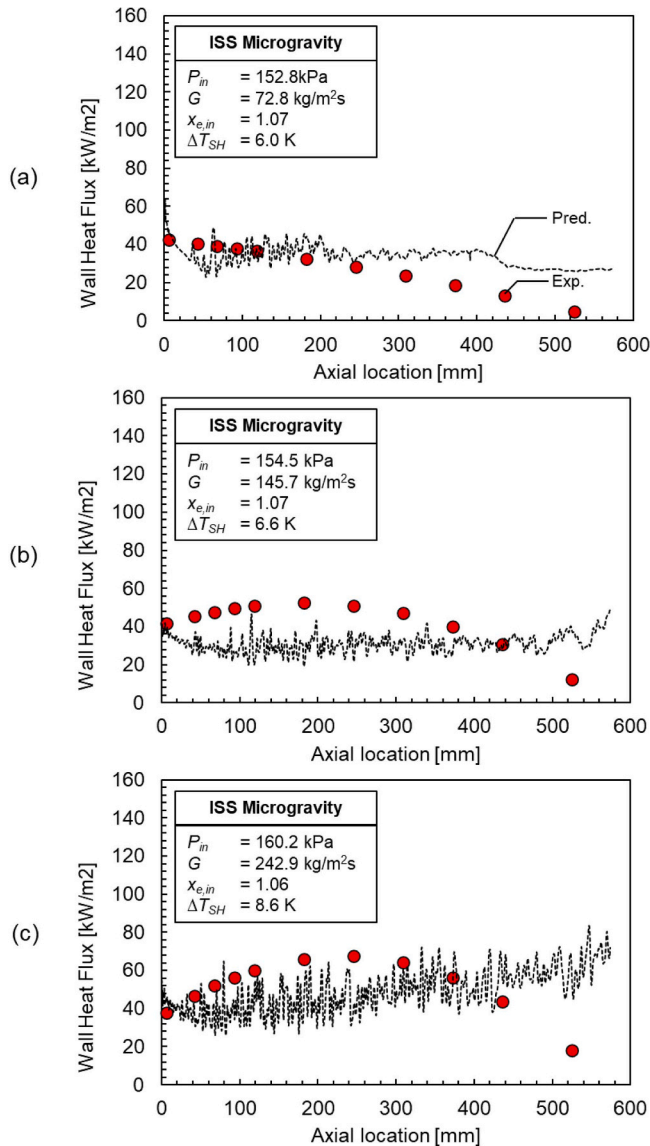 (a)
Wall Heat Flux [kW/m2]
160
140
120
100
80
60
40
20
0
ISS Microgravity
P_in = 152.8kPa
G = 72.8 kg/m²s
x_e,in = 1.07
ΔT_SH = 6.0 K
Pred.
Exp.
0 100 200 300 400 500 600
Axial location [mm]
(b)
Wall Heat Flux [kW/m2]
160
140
120
100
80
60
40
20
0
ISS Microgravity
P_in = 154.5 kPa
G = 145.7 kg/m²s
x_e,in = 1.07
ΔT_SH = 6.6 K
0 100 200 300 400 500 600
Axial location [mm]
(c)
Wall Heat Flux [kW/m2]
160
140
120
100
80
60
40
20
0
ISS Microgravity
P_in = 160.2 kPa
G = 242.9 kg/m²s
x_e,in = 1.06
ΔT_SH = 8.6 K
0 100 200 300 400 500 600
Axial location [mm]